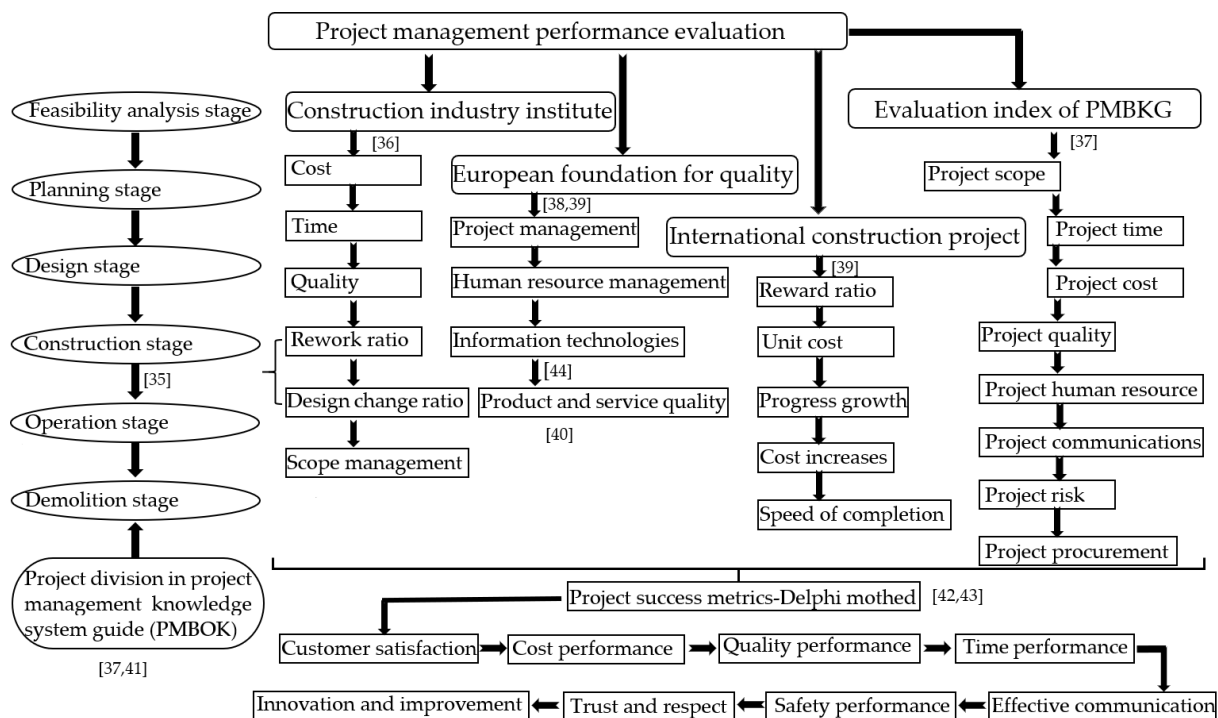 Project management performance evaluation
Feasibility analysis stage
Planning stage
Design stage
Construction stage
[35]
Operation stage
Demolition stage
Project division in project
management knowledge
system guide (PMBOK)
[37,41]
Construction industry institute
[36]
Cost
Time
Quality
Rework ratio
Design change ratio
Scope management
European foundation for quality
[38,39]
Project management
Human resource management
Information technologies
[44]
Product and service quality
[40]
International construction project
[39]
Reward ratio
Unit cost
Progress growth
Cost increases
Speed of completion
Evaluation index of PMBKG
[37]
Project scope
Project time
Project cost
Project quality
Project human resource
Project communications
Project risk
Project procurement
Project success metrics-Delphi mothed
[42,43]
Customer satisfaction
Cost performance
Quality performance
Time performance
Effective communication
Safety performance
Trust and respect
Innovation and improvement